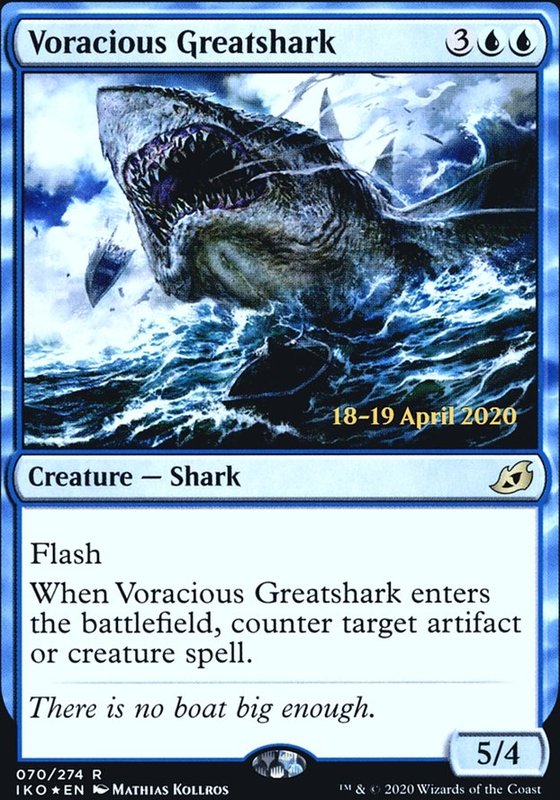 Voracious Greatshark
3
18-19 April 2020
Creature — Shark
Flash
When Voracious Greatshark enters
the battlefield, counter target artifact
or creature spell.
There is no boat big enough.
5/4
070/274 R
IKO★EN Mathias Kollros
™ & © 2020 Wizards of the Coast